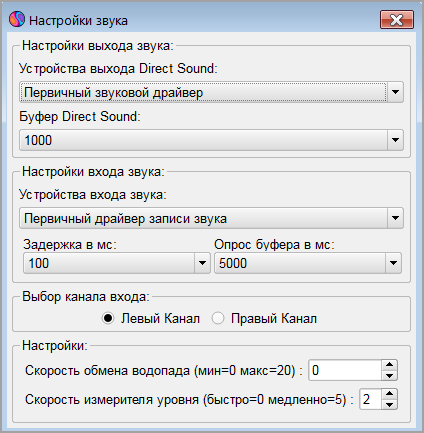 Настройки звука
Настройки выхода звука:
Устройства выхода Direct Sound:
Первичный звуковой драйвер
Буфер Direct Sound:
1000
Настройки входа звука:
Устройства входа звука:
Первичный драйвер записи звука
Задержка в мс: Опрос буфера в мс:
100 5000
Выбор канала входа:
Левый Канал Правый Канал
Настройки:
Скорость обмена водопада (мин=0 макс=20) : 0
Скорость измерителя уровня (быстро=0 медленно=5) : 2